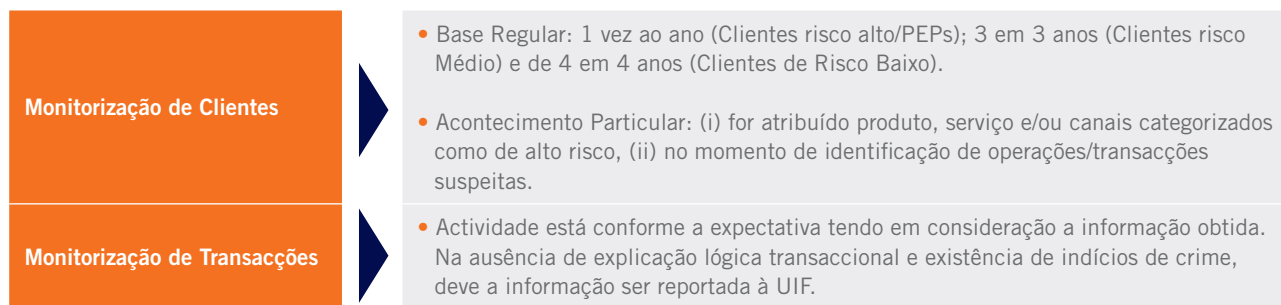 Monitorização de Clientes
• Base Regular: 1 vez ao ano (Clientes risco alto/PEPs); 3 em 3 anos (Clientes risco
Médio) e de 4 em 4 anos (Clientes de Risco Baixo).
• Acontecimento Particular: (i) for atribuído produto, serviço e/ou canais categorizados
como de alto risco, (ii) no momento de identificação de operações/transacções
suspeitas.
Monitorização de Transacções
• Actividade está conforme a expectativa tendo em consideração a informação obtida.
Na ausência de explicação lógica transaccional e existência de indícios de crime,
deve a informação ser reportada à UIF.